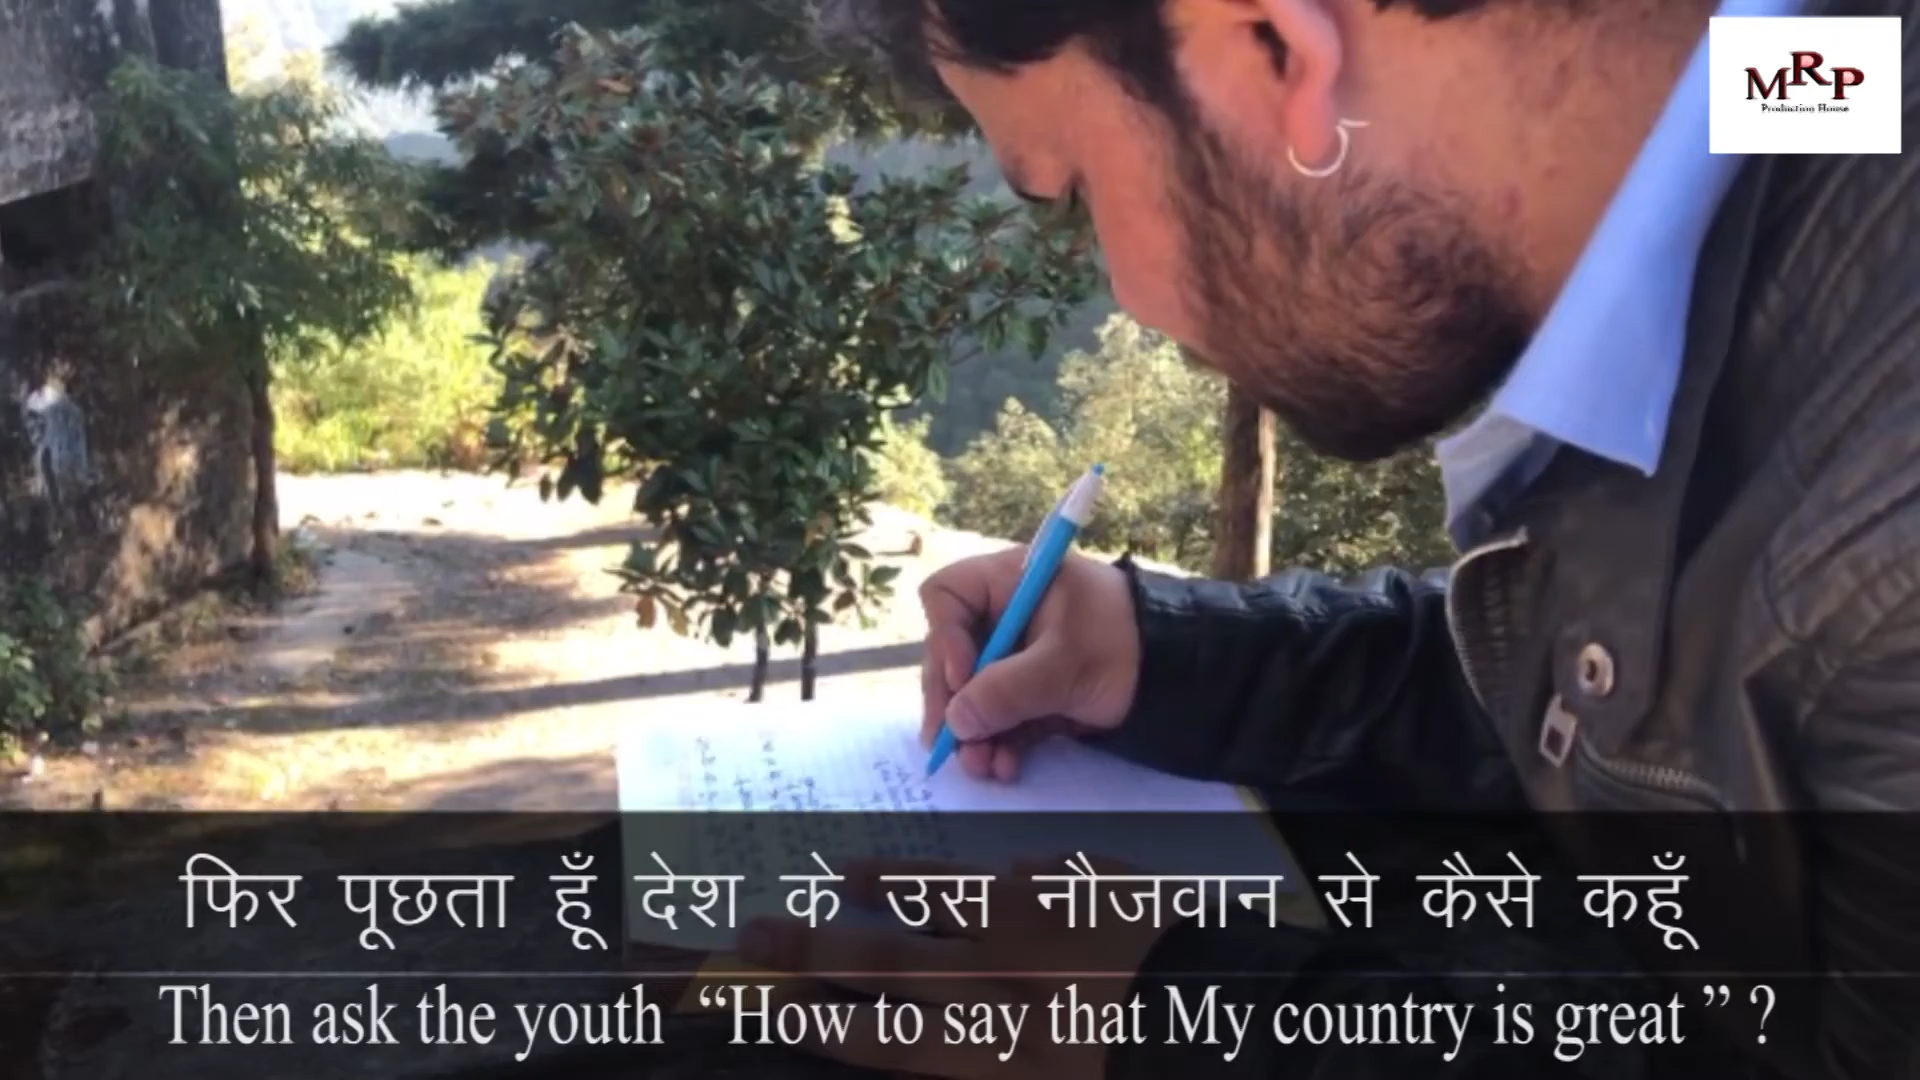 MRP
Production House
फिर पूछता हूँ देश के उस नौजवान से कैसे कहूँ
Then ask the youth “How to say that My country is great ” ?